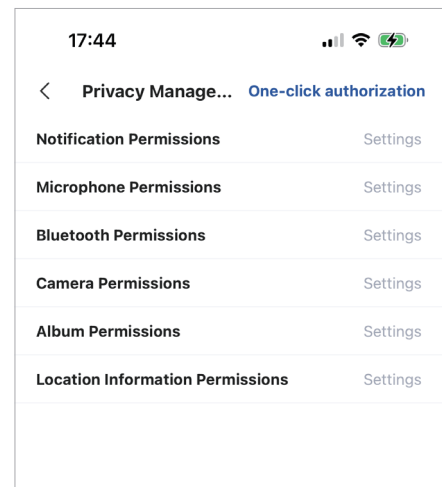 17:44
Privacy Manage... One-click authorization
Notification Permissions Settings
Microphone Permissions Settings
Bluetooth Permissions Settings
Camera Permissions Settings
Album Permissions Settings
Location Information Permissions Settings